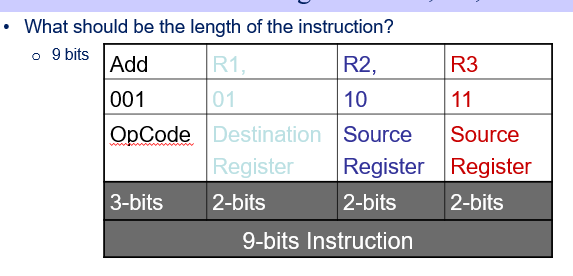 • What should be the length of the instruction?
o 9 bits
Add R1, R2, R3
001 01 10 11
OpCode Destination Register Source Register Source Register
3-bits 2-bits 2-bits 2-bits
9-bits Instruction